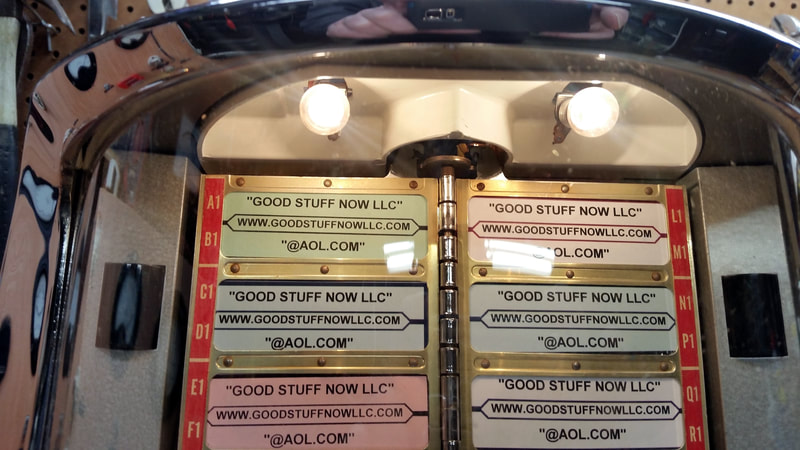 A1
"GOOD STUFF NOW LLC"
WWW.GOODSTUFFNOWLLC.COM
B1
"@AOL.COM"
C1
"GOOD STUFF NOW LLC"
WWW.GOODSTUFFNOWLLC.COM
D1
"@AOL.COM"
E1
"GOOD STUFF NOW LLC"
WWW.GOODSTUFFNOWLLC.COM
F1
"@AOL.COM"
L1
"GOOD STUFF NOW LLC"
WWW.GOODSTUFFNOWLLC.COM
M1
"@AOL.COM"
N1
"GOOD STUFF NOW LLC"
WWW.GOODSTUFFNOWLLC.COM
P1
"@AOL.COM"
Q1
"GOOD STUFF NOW LLC"
WWW.GOODSTUFFNOWLLC.COM
R1
"@AOL.COM"